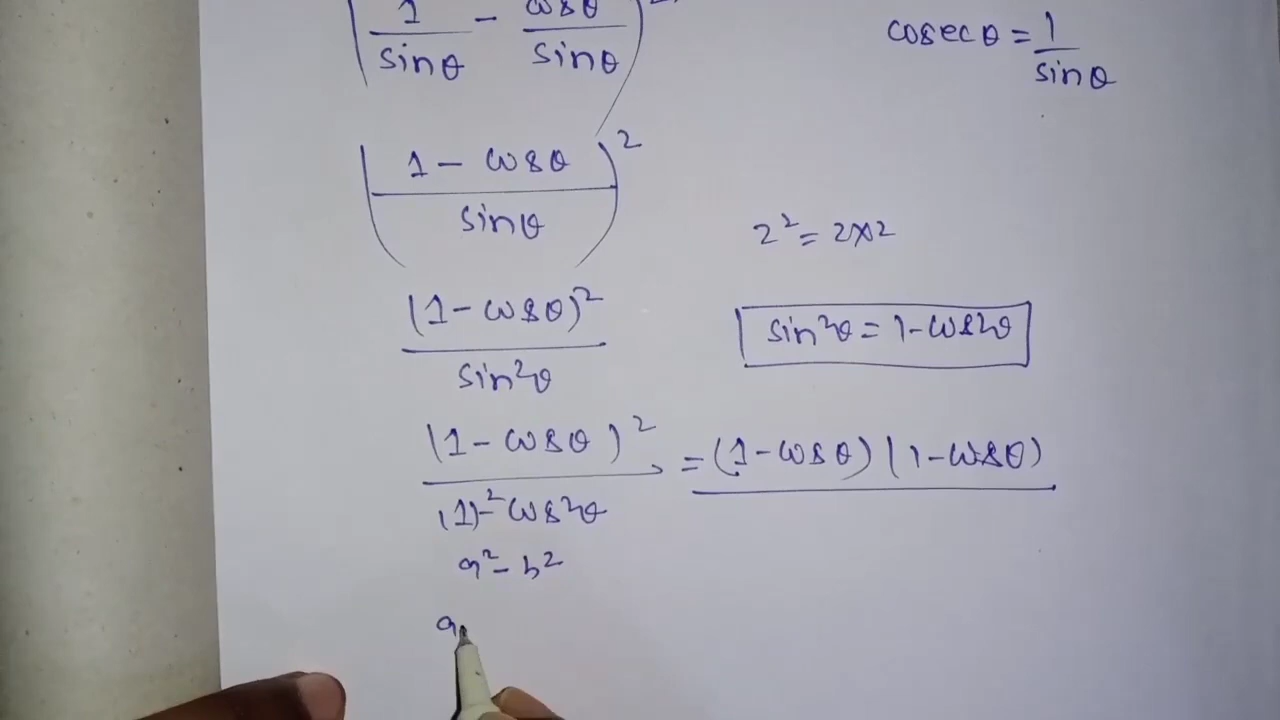 (1/sinθ - cosθ/sinθ)²
cosecθ = 1/sinθ
(1 - cosθ/sinθ)²
2² = 2×2
(1 - cosθ)²/sin²θ
sin²θ = 1 - cos²θ
(1 - cosθ)²/(1)² - cos²θ = (1 - cosθ)(1 - cosθ)
a² - b²
a